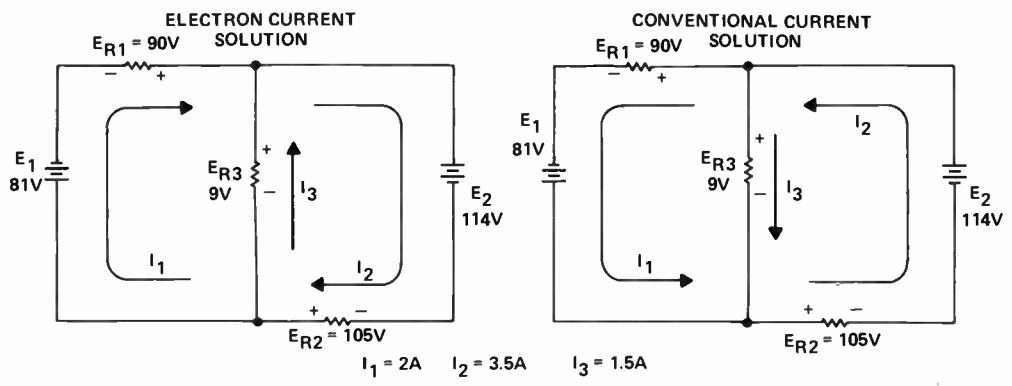 ELECTRON CURRENT
SOLUTION
ER1 = 90V
− +
E1
81V
ER3
9V
+
−
I3
E2
114V
I1
I2
+ −
ER2 = 105V
CONVENTIONAL CURRENT
SOLUTION
ER1 = 90V
− +
I2
E1
81V
ER3
9V
+
−
I3
E2
114V
I1
+ −
ER2 = 105V
I1 = 2A I2 = 3.5A I3 = 1.5A